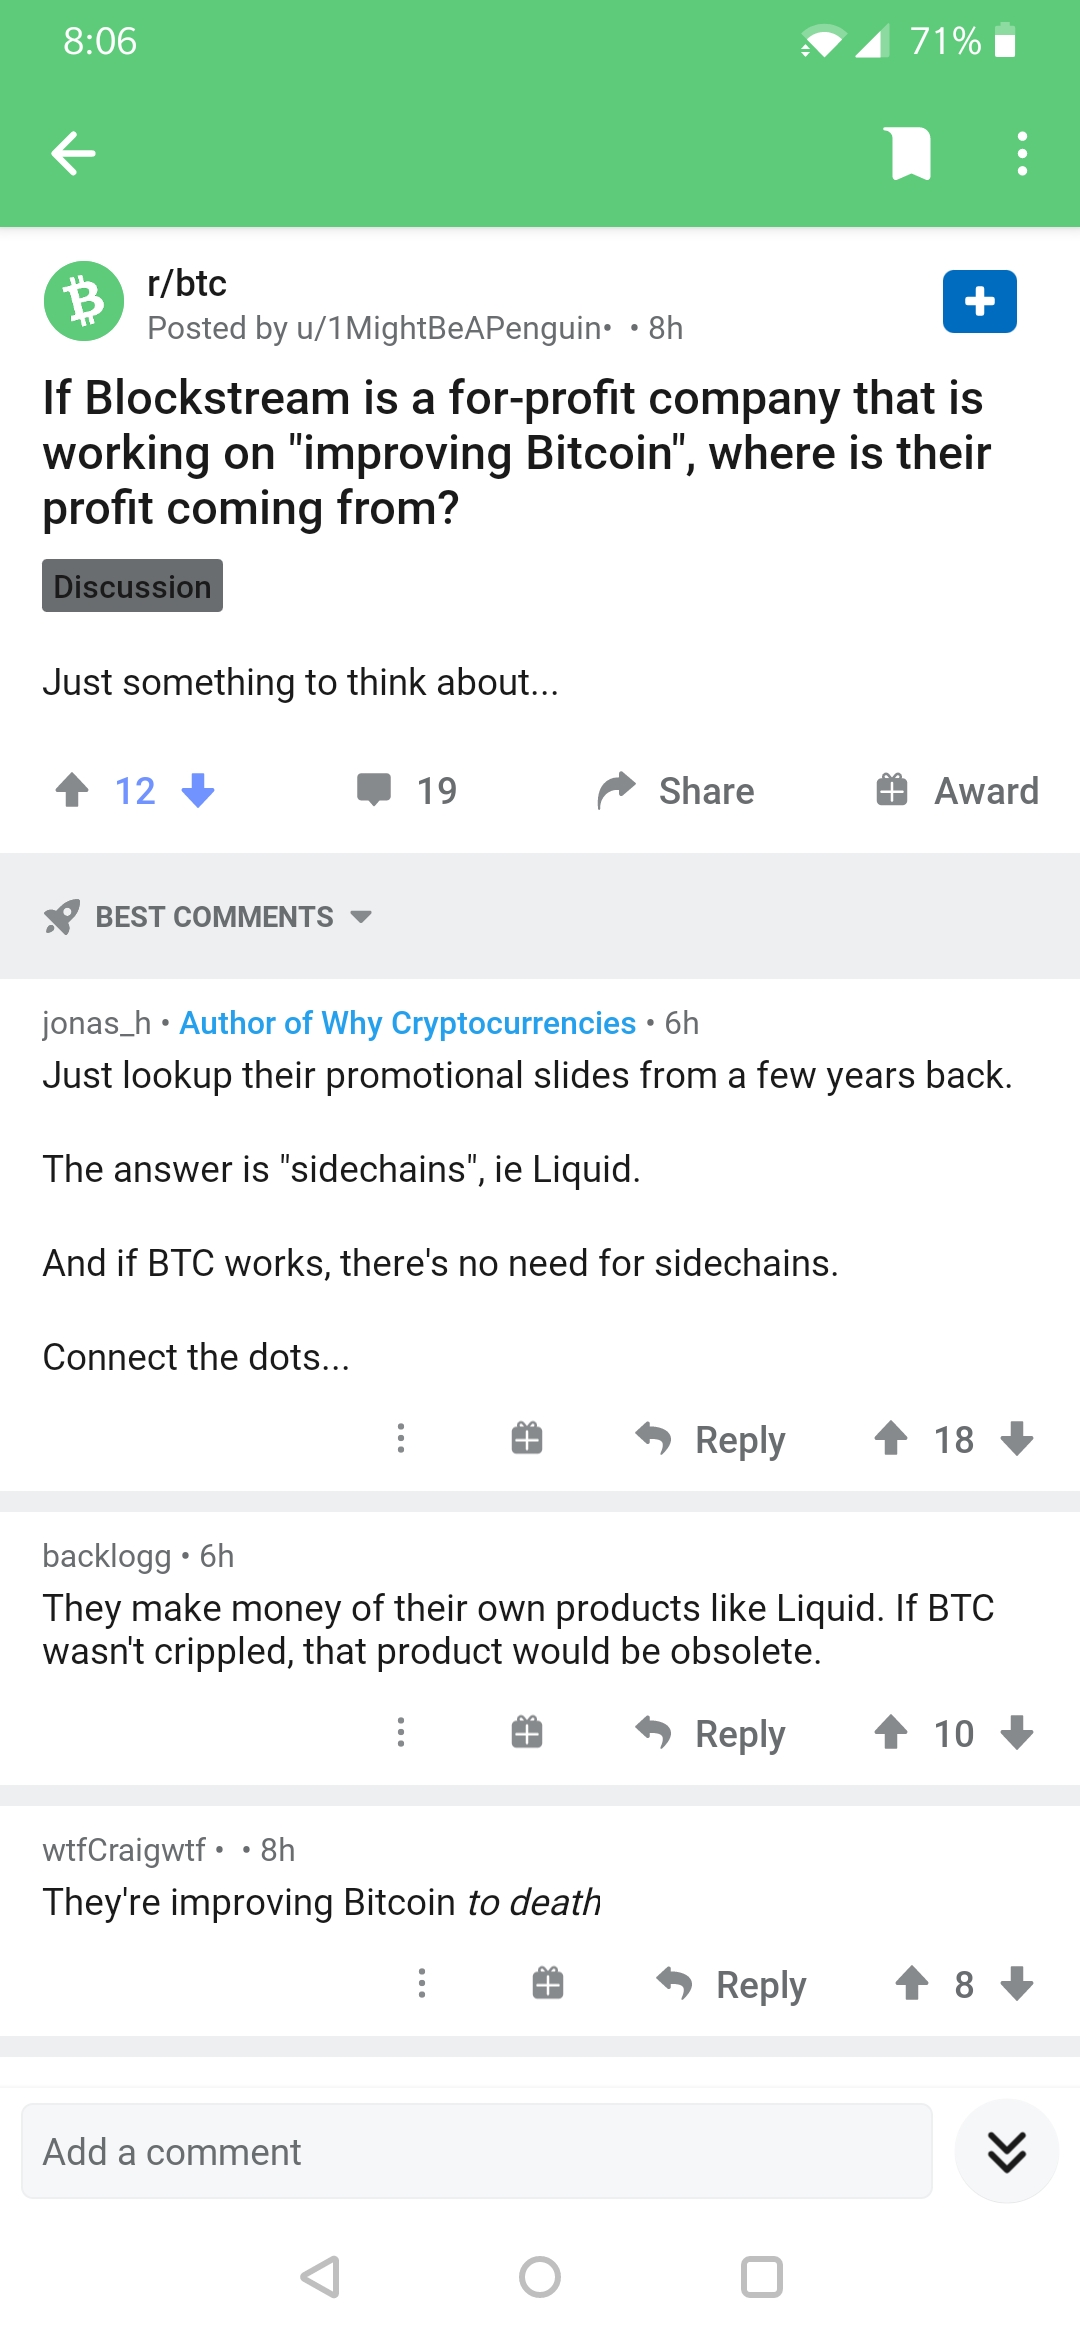 8:06
71%
r/btc
Posted by u/1MightBeAPenguin• • 8h
If Blockstream is a for-profit company that is
working on "improving Bitcoin", where is their
profit coming from?
Discussion
Just something to think about...
12
19
Share
Award
BEST COMMENTS
jonas_h • Author of Why Cryptocurrencies • 6h
Just lookup their promotional slides from a few years back.
The answer is "sidechains", ie Liquid.
And if BTC works, there's no need for sidechains.
Connect the dots...
Reply
18
backlogg • 6h
They make money of their own products like Liquid. If BTC
wasn't crippled, that product would be obsolete.
Reply
10
wtfCraigwtf • • 8h
They're improving Bitcoin to death
Reply
8
Add a comment